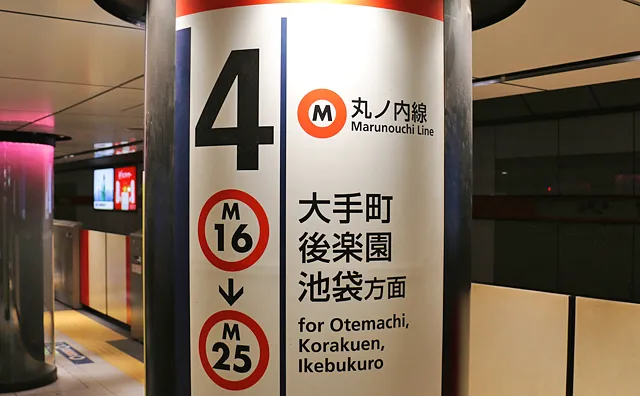 4
M 丸ノ内線
Marunouchi Line
M
16
↓
M
25
大手町
後楽園
池袋方面
for Otemachi,
Korakuen,
Ikebukuro